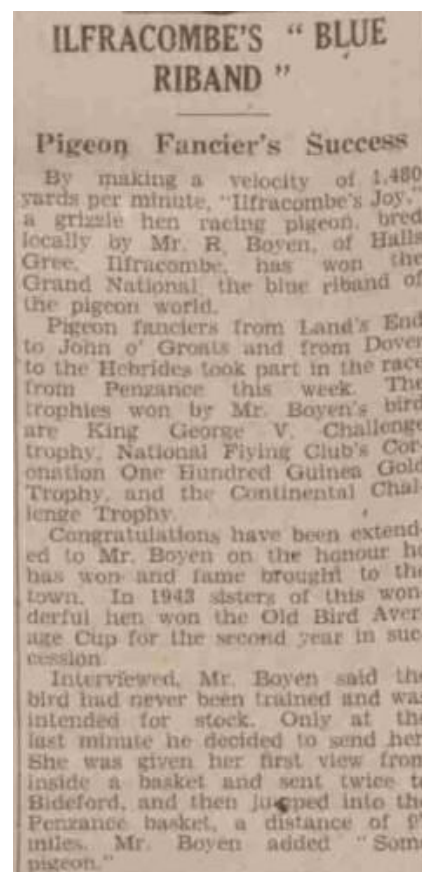 ILFRACOMBE'S "BLUE
RIBAND"
Pigeon Fancier's Success
By making a velocity of 1,480
yards per minute, "Ilfracombe's Joy,"
a grizzle hen racing pigeon, bred
locally by Mr. R. Boyen, of Halls
Gree, Ilfracombe, has won the
Grand National, the blue riband of
the pigeon world.
Pigeon fanciers from Land's End
to John o' Groats and from Dover
to the Hebrides took part in the race
from Penzance this week. The
trophies won by Mr. Boyen's bird
are King George V. Challenge
trophy, National Flying Club's Cor-
onation One Hundred Guinea Gold
Trophy, and the Continental Chal-
lenge Trophy.
Congratulations have been extend-
ed to Mr. Boyen on the honour he
has won and fame brought to the
town. In 1943 sisters of this won-
derful hen won the Old Bird Aver-
age Cup for the second year in suc-
cession
Interviewed, Mr. Boyen said the
bird had never been trained and was
intended for stock. Only at the
last minute he decided to send her.
She was given her first view from
inside a basket and sent twice to
Bideford, and then jumped into the
Penzance basket, a distance of
miles. Mr. Boyen added "Some
pigeon."